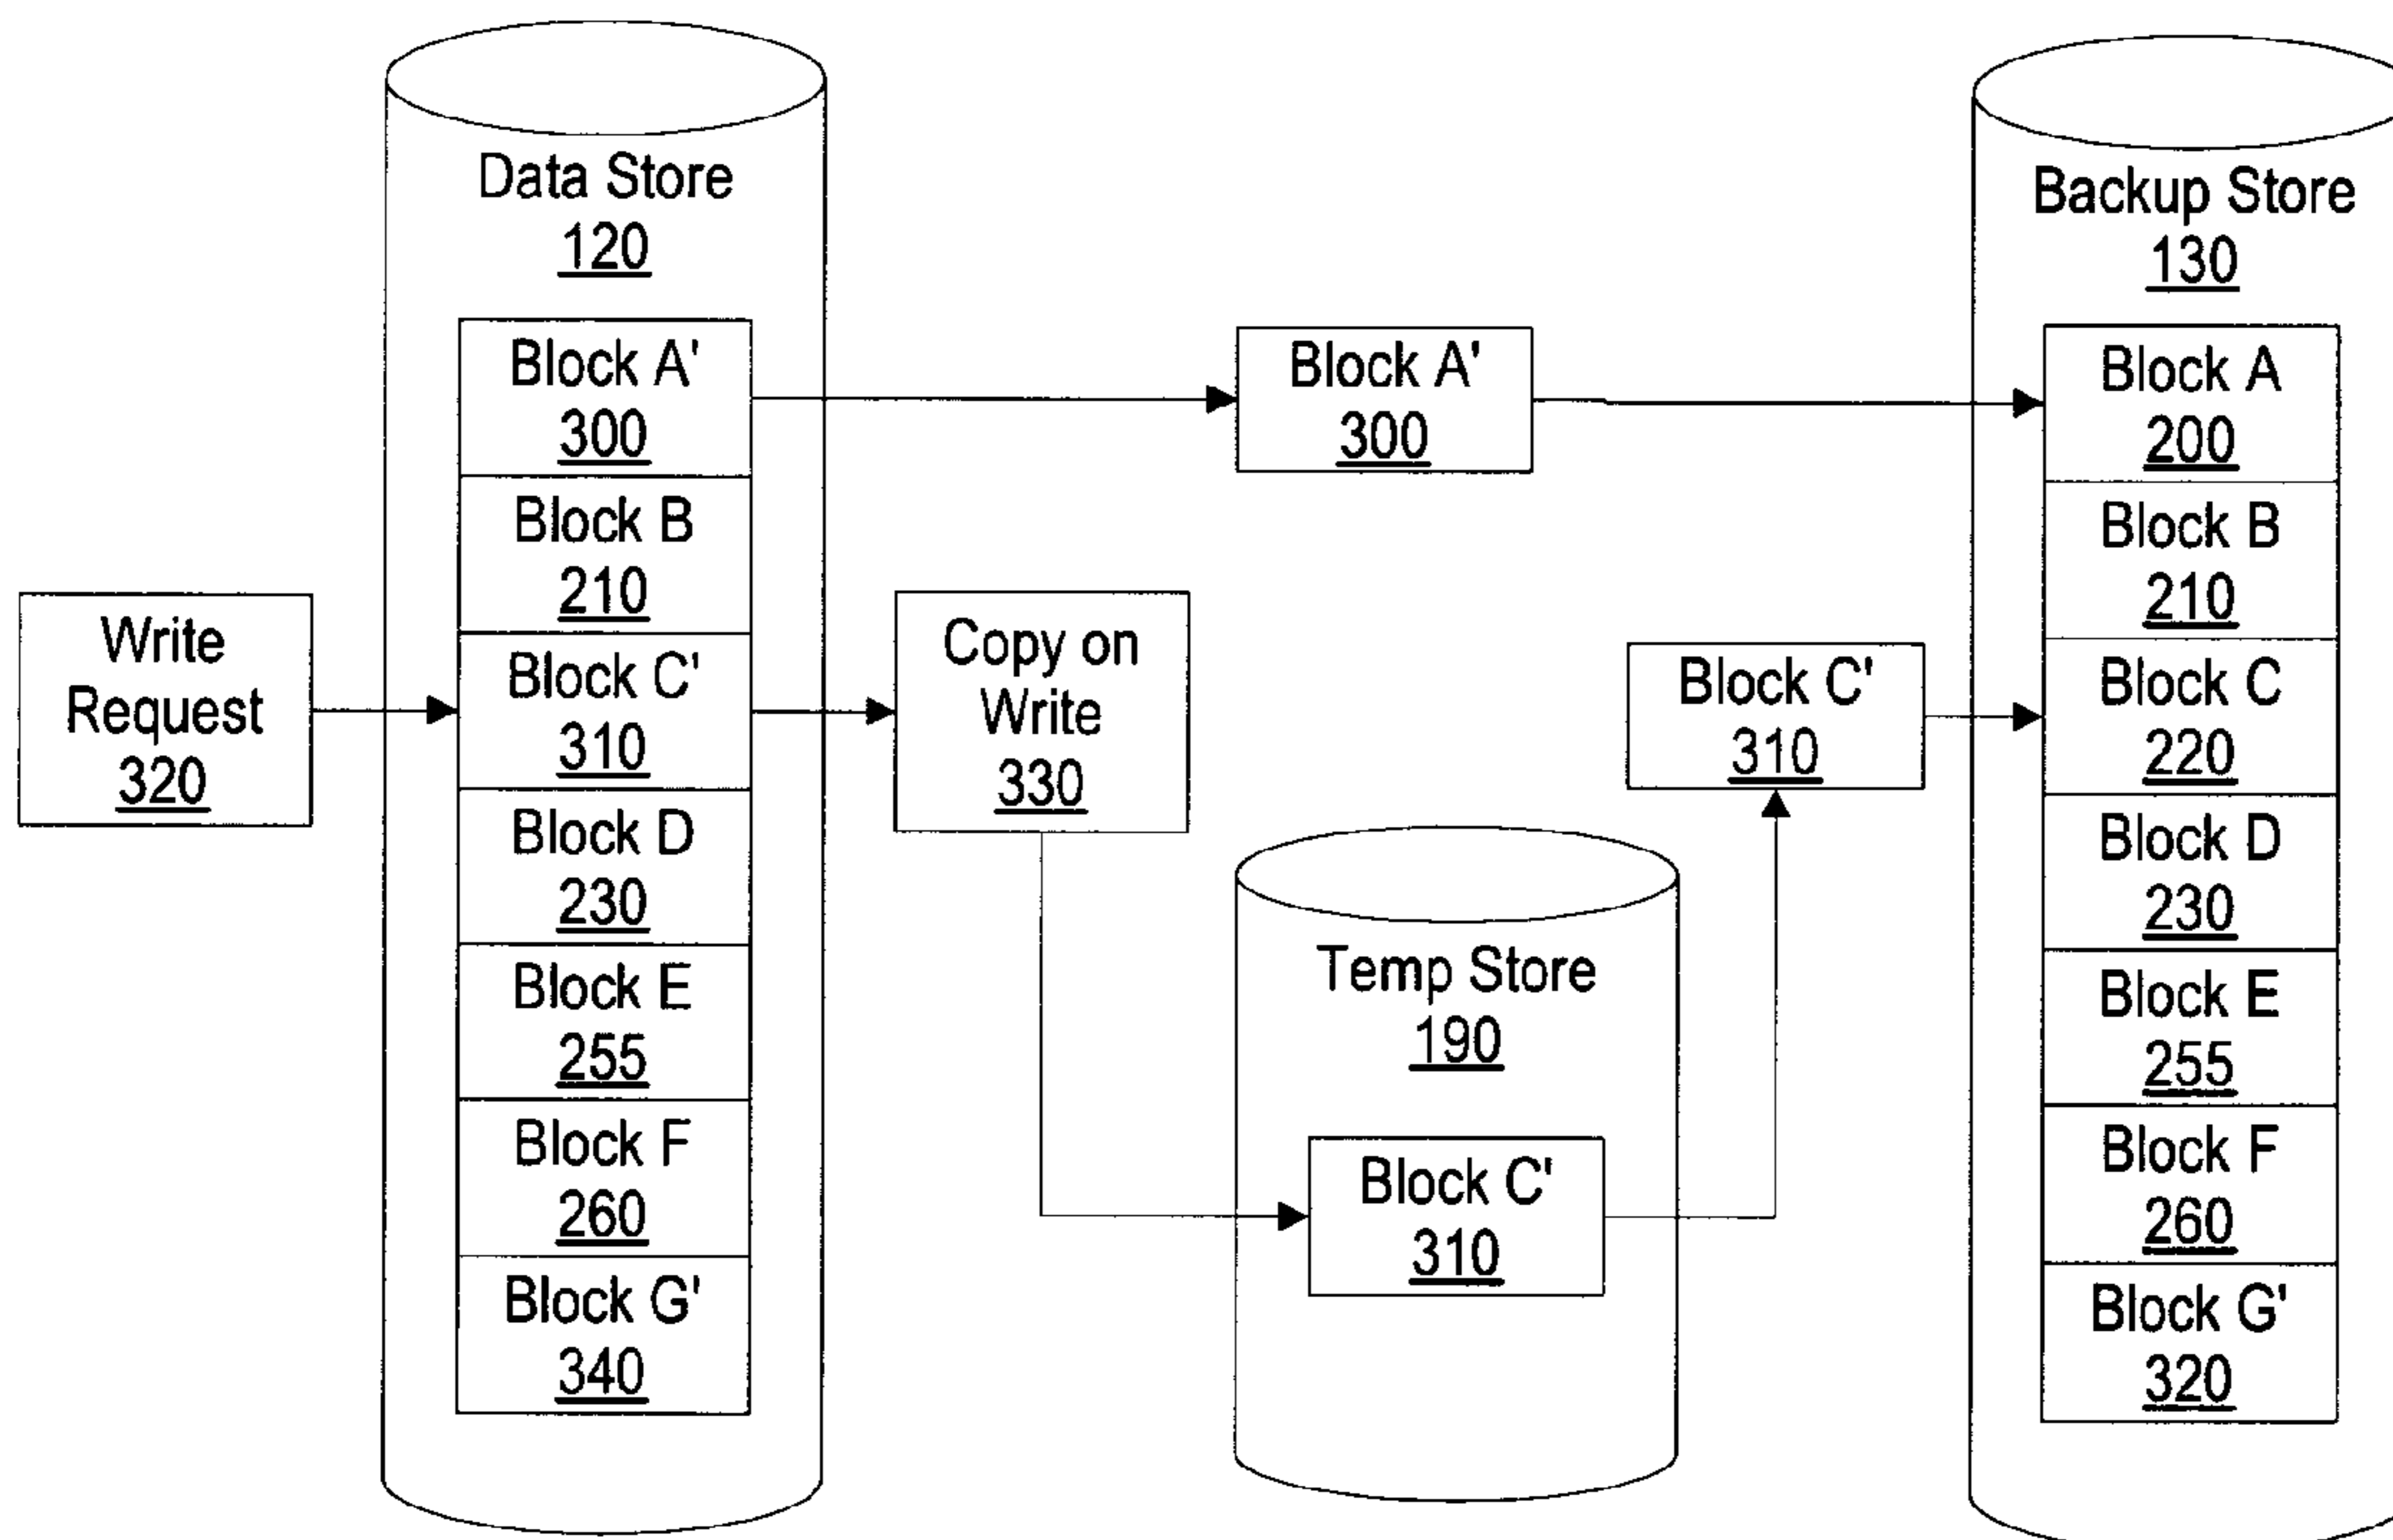 Data Store
120
Block A'
300
Block B
210
Block C'
310
Block D
230
Block E
255
Block F
260
Block G'
340
Write
Request
320
Block A'
300
Copy on
Write
330
Temp Store
190
Block C'
310
Block C'
310
Backup Store
130
Block A
200
Block B
210
Block C
220
Block D
230
Block E
255
Block F
260
Block G'
320